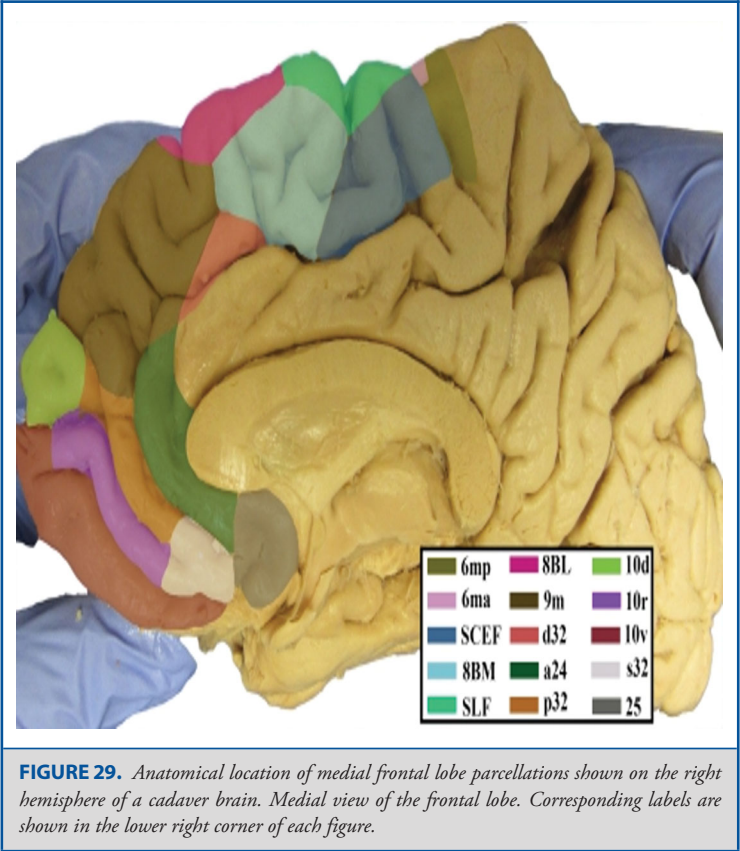 6mp 8BL 10d
6ma 9m 10r
SCEF d32 10v
8BM a24 s32
SLF p32 25
FIGURE 29. Anatomical location of medial frontal lobe parcellations shown on the right
hemisphere of a cadaver brain. Medial view of the frontal lobe. Corresponding labels are
shown in the lower right corner of each figure.